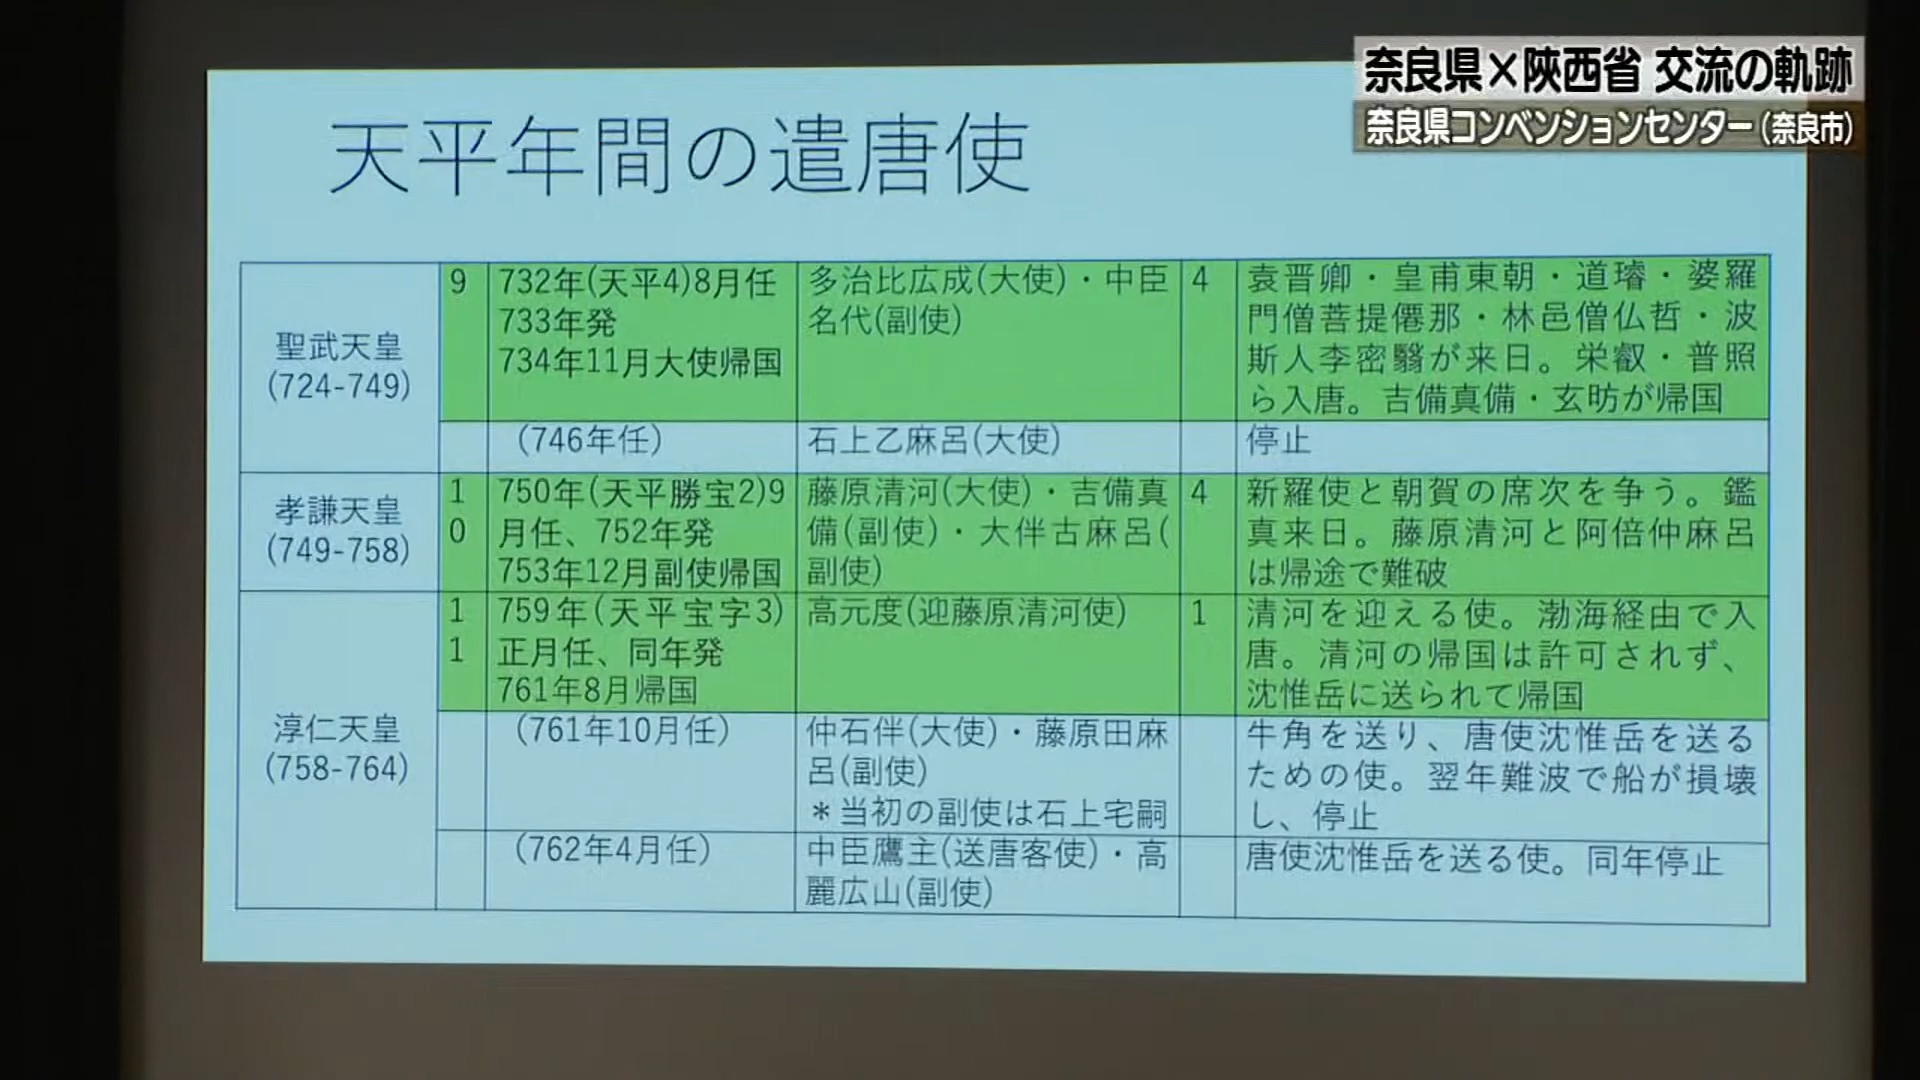 奈良県×陝西省 交流の軌跡
奈良県コンベンションセンター(奈良市)
天平年間の遣唐使
聖武天皇
(724-749)
9
732年(天平4)8月任
733年発
734年11月大使帰国
多治比広成(大使)・中臣
名代(副使)
4
袁晋卿・皇甫東朝・道璿・婆羅
門僧菩提僊那・林邑僧仏哲・波
斯人李密翳が来日。栄叡・普照
ら入唐。吉備真備・玄昉が帰国
(746年任)
石上乙麻呂(大使)
停止
孝謙天皇
(749-758)
1
0
750年(天平勝宝2)9
月任、752年発
753年12月副使帰国
藤原清河(大使)・吉備真
備(副使)・大伴古麻呂(
副使)
4
新羅使と朝賀の席次を争う。鑑
真来日。藤原清河と阿倍仲麻呂
は帰途で難破
淳仁天皇
(758-764)
1
1
759年(天平宝字3)
正月任、同年発
761年8月帰国
高元度(迎藤原清河使)
1
清河を迎える使。渤海経由で入
唐。清河の帰国は許可されず、
沈惟岳に送られて帰国
(761年10月任)
仲石伴(大使)・藤原田麻
呂(副使)
＊当初の副使は石上宅嗣
牛角を送り、唐使沈惟岳を送る
ための使。翌年難波で船が損壊
し、停止
(762年4月任)
中臣鷹主(送唐客使)・高
麗広山(副使)
唐使沈惟岳を送る使。同年停止